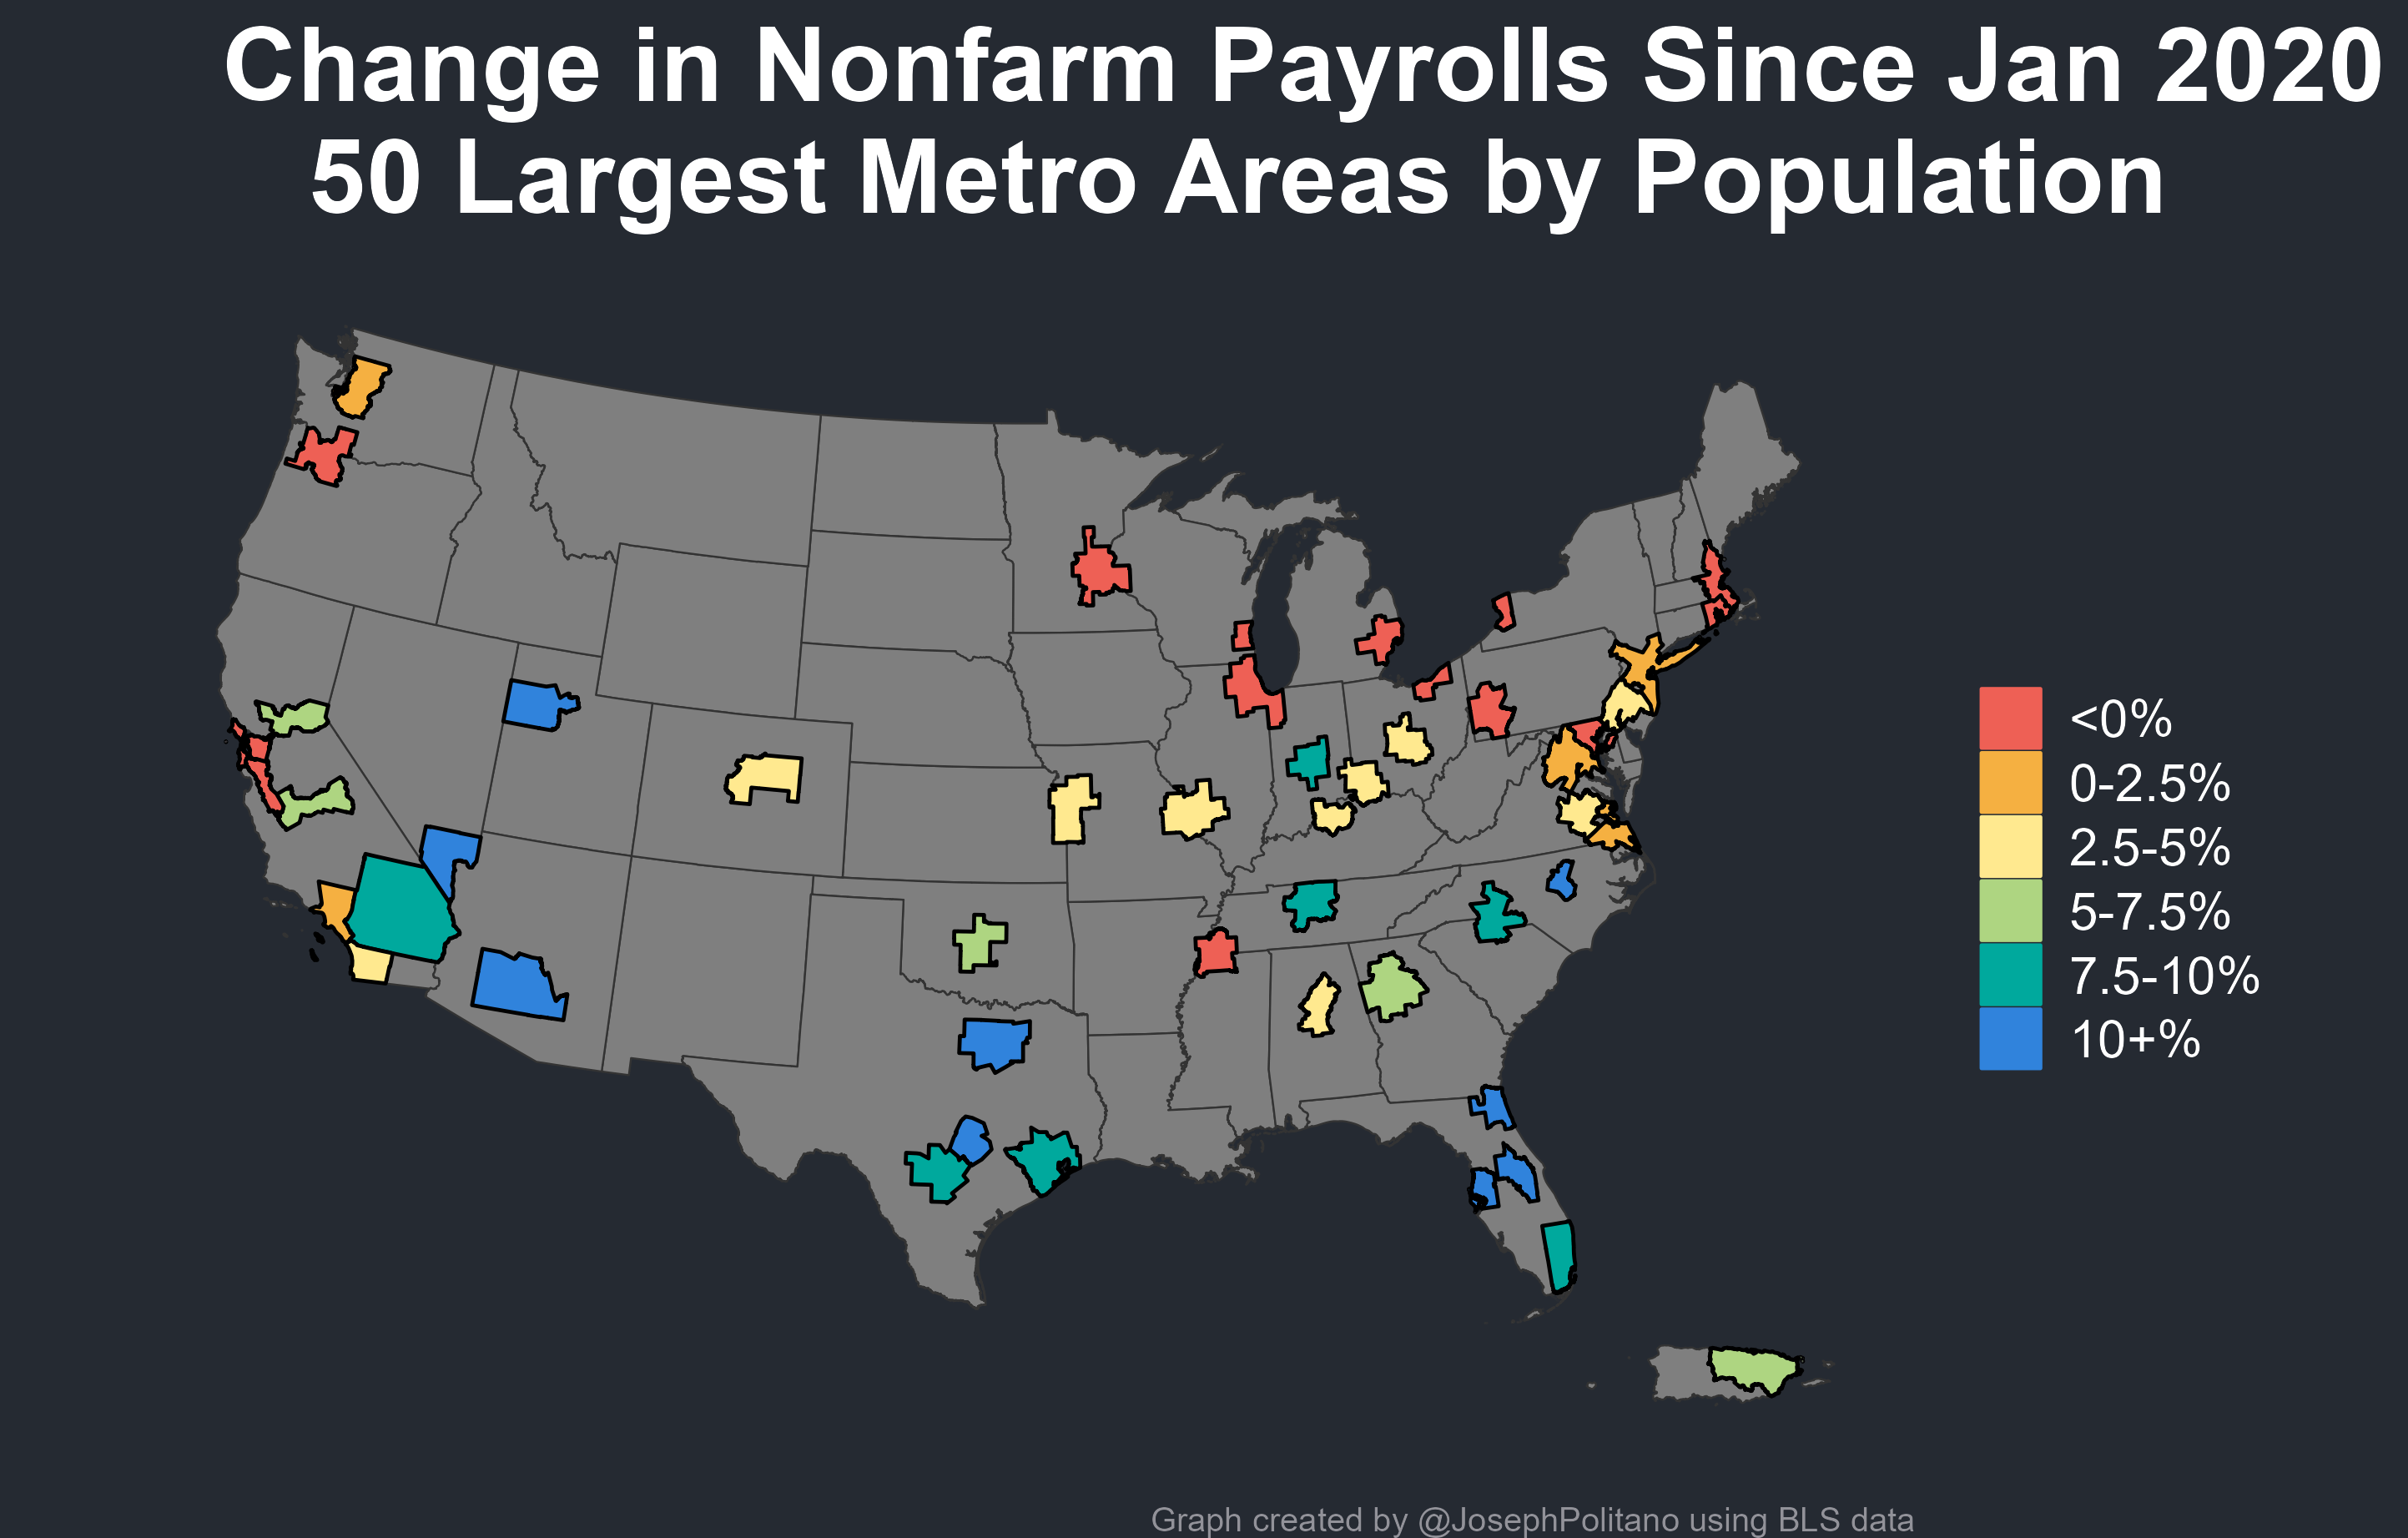 Change in Nonfarm Payrolls Since Jan 2020
50 Largest Metro Areas by Population
<0%
0-2.5%
2.5-5%
5-7.5%
7.5-10%
10+%
Graph created by @JosephPolitano using BLS data